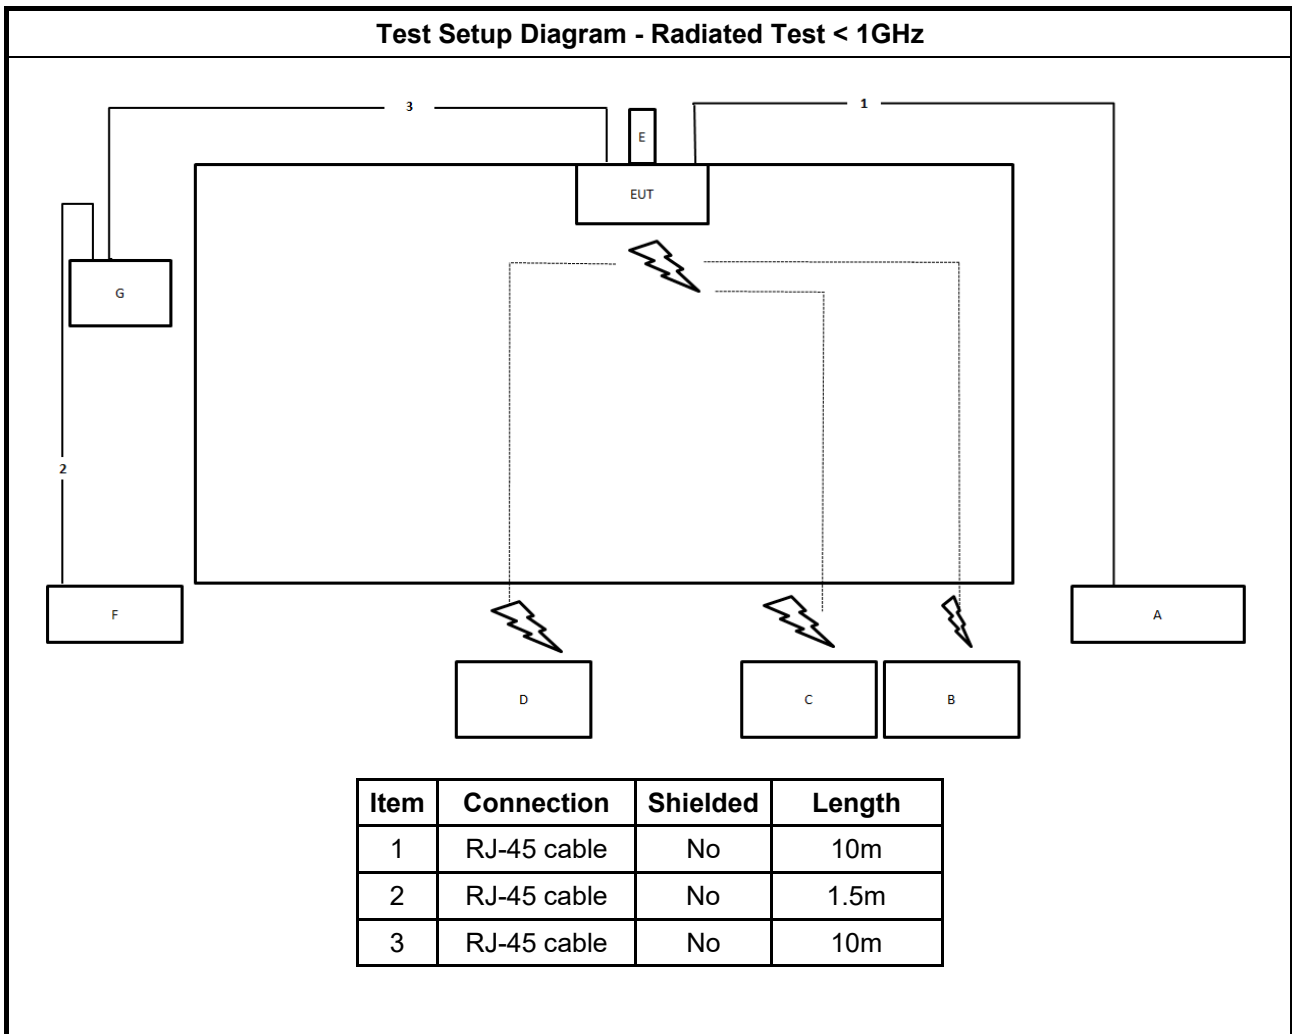 Test Setup Diagram - Radiated Test < 1GHz
3
1
E
EUT
G
2
F
A
D
C
B
Item Connection Shielded Length
1 RJ-45 cable No 10m
2 RJ-45 cable No 1.5m
3 RJ-45 cable No 10m